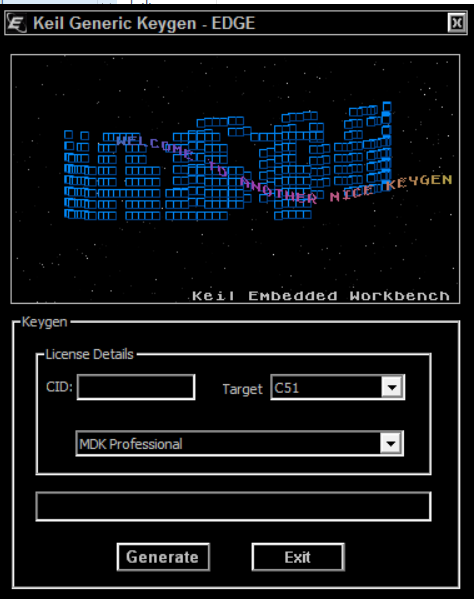 Keil Generic Keygen - EDGE
WELCOME TO ANOTHER NICE KEYGEN
Keil Embedded Workbench
Keygen
License Details
CID:
Target C51
MDK Professional
Generate Exit